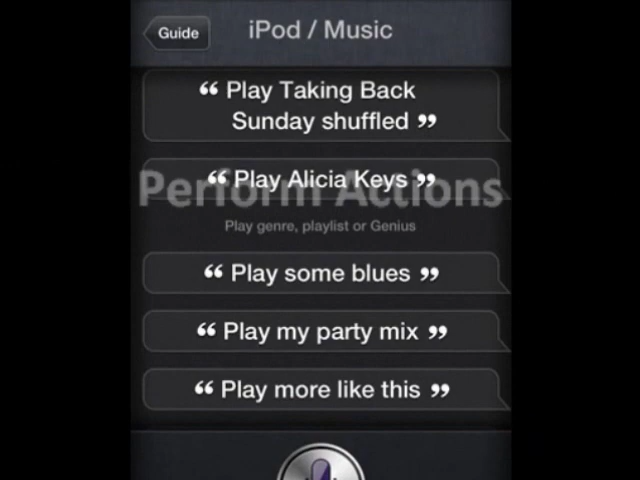 Guide
iPod / Music
“ Play Taking Back
Sunday shuffled ”
“ Play Alicia Keys ”
Perform Actions
Play genre, playlist or Genius
“ Play some blues ”
“ Play my party mix ”
“ Play more like this ”